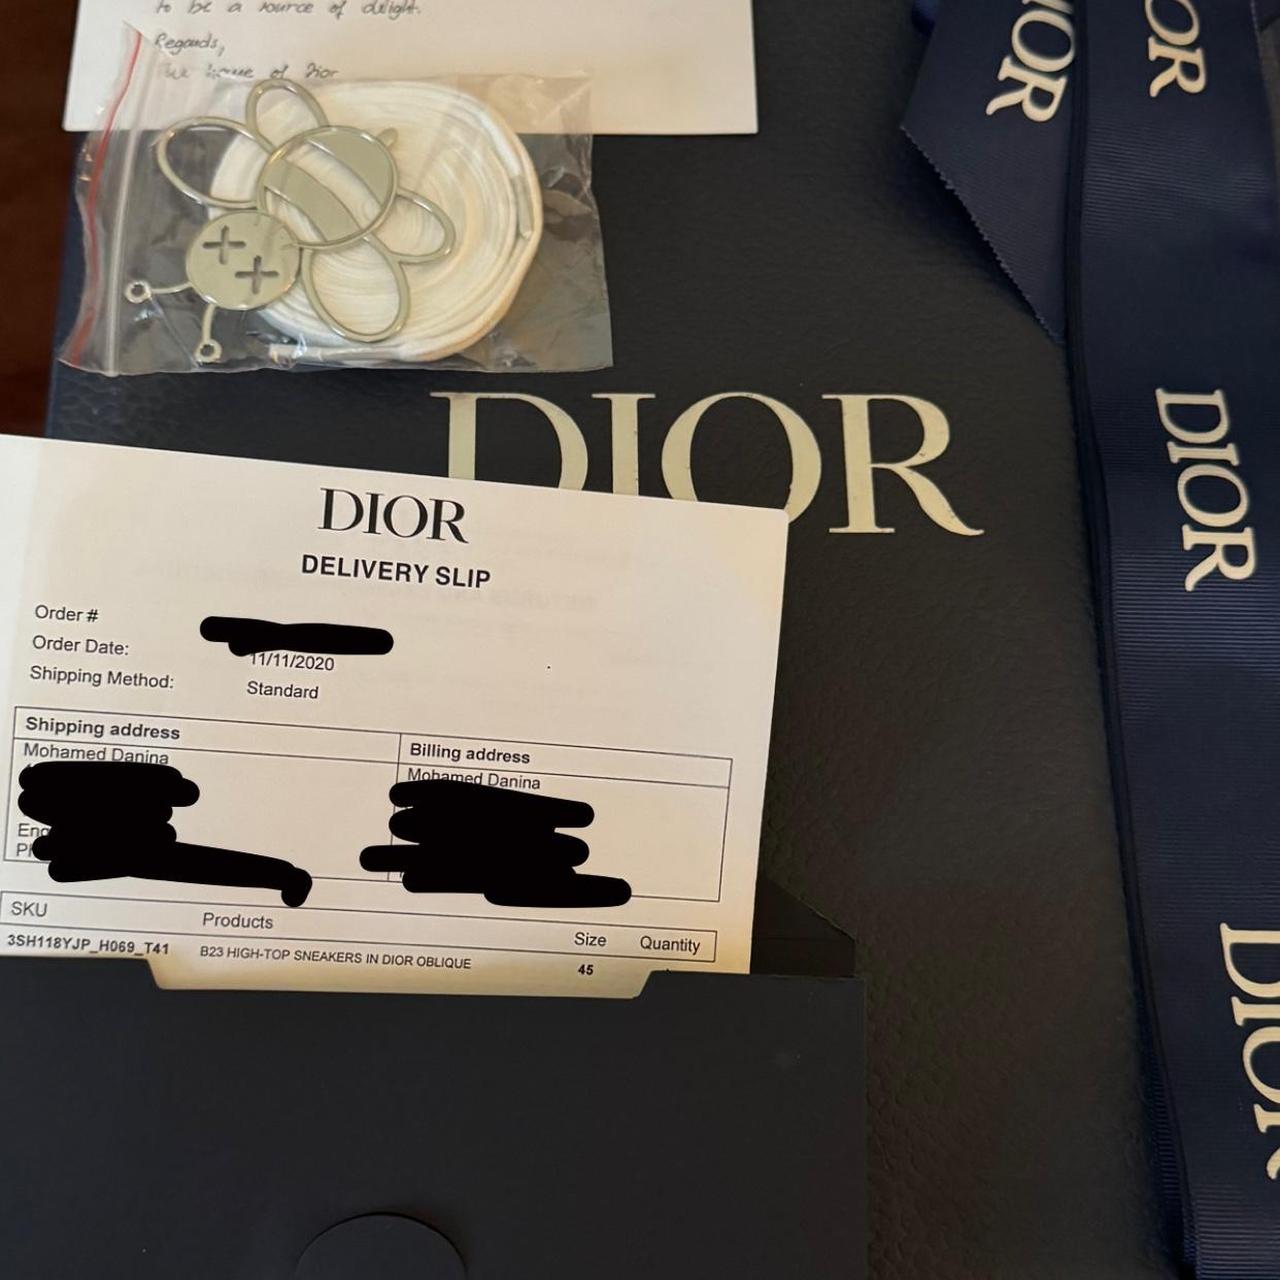 to be a source of delight.
Regards,
The house of Dior
DIOR
DIOR
DIOR
DIOR
DIOR
DIOR
DELIVERY SLIP
Order #
Order Date: 11/11/2020
Shipping Method: Standard
Shipping address Billing address
Mohamed Danina Mohamed Danina
SKU Products Size Quantity
3SH118YJP_H069_T41 B23 HIGH-TOP SNEAKERS IN DIOR OBLIQUE 45